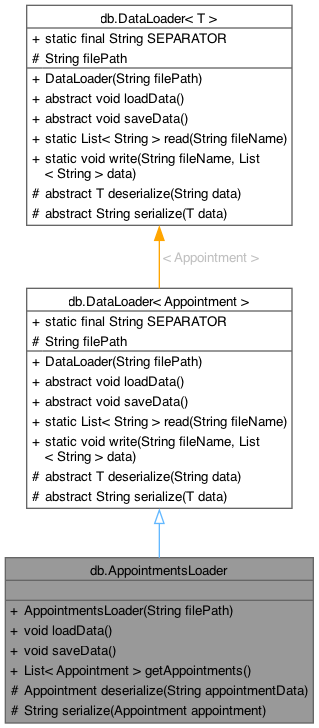 db.DataLoader< T >
+ static final String SEPARATOR
# String filePath
+ DataLoader(String filePath)
+ abstract void loadData()
+ abstract void saveData()
+ static List< String > read(String fileName)
+ static void write(String fileName, List
< String > data)
# abstract T deserialize(String data)
# abstract String serialize(T data)
< Appointment >
db.DataLoader< Appointment >
+ static final String SEPARATOR
# String filePath
+ DataLoader(String filePath)
+ abstract void loadData()
+ abstract void saveData()
+ static List< String > read(String fileName)
+ static void write(String fileName, List
< String > data)
# abstract T deserialize(String data)
# abstract String serialize(T data)
db.AppointmentsLoader
+ AppointmentsLoader(String filePath)
+ void loadData()
+ void saveData()
+ List< Appointment > getAppointments()
# Appointment deserialize(String appointmentData)
# String serialize(Appointment appointment)